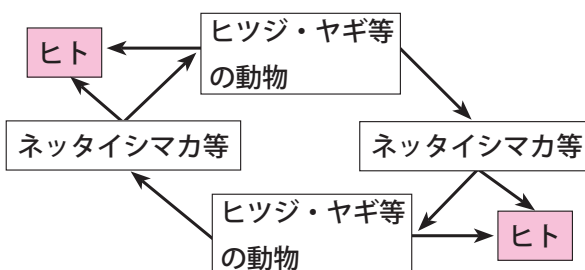 ヒツジ・ヤギ等
の動物
ヒト
ネッタイシマカ等
ネッタイシマカ等
ヒツジ・ヤギ等
の動物
ヒト